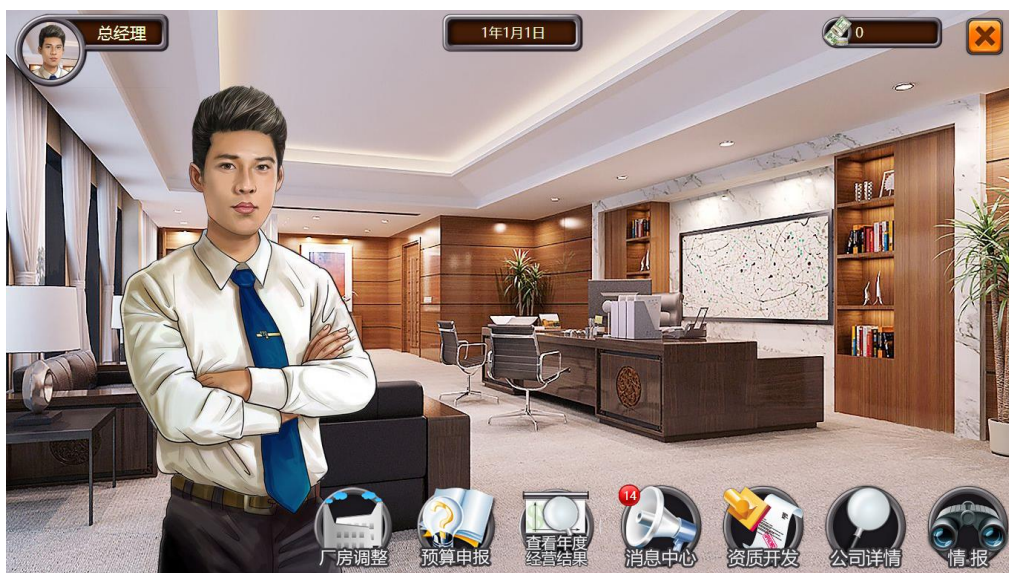 总经理
1年1月1日
0
14
厂房调整
预算申报
查看年度
经营结果
消息中心
资质开发
公司详情
情·报